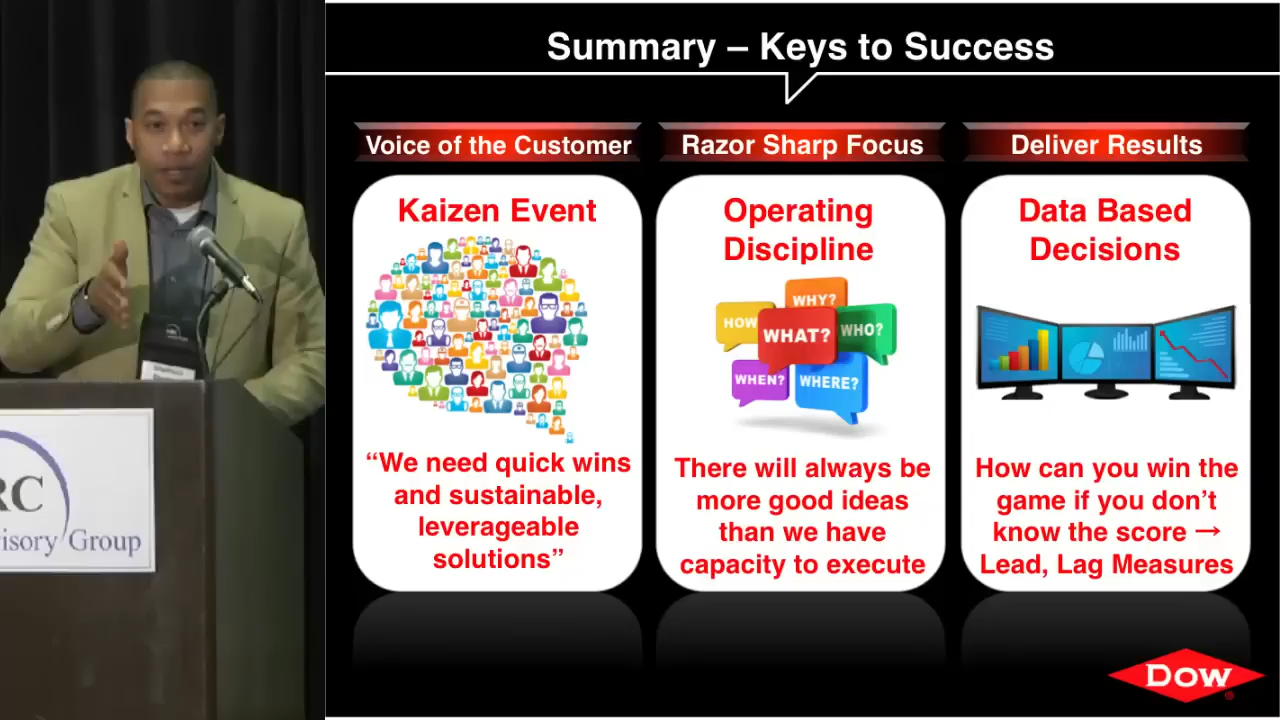 Summary – Keys to Success
Voice of the Customer
Kaizen Event
“We need quick wins
and sustainable,
leverageable
solutions”
Razor Sharp Focus
Operating
Discipline
WHY?
HOW
WHAT?
WHO?
WHEN?
WHERE?
There will always be
more good ideas
than we have
capacity to execute
Deliver Results
Data Based
Decisions
How can you win the
game if you don’t
know the score →
Lead, Lag Measures
DOW
RC
isory Group